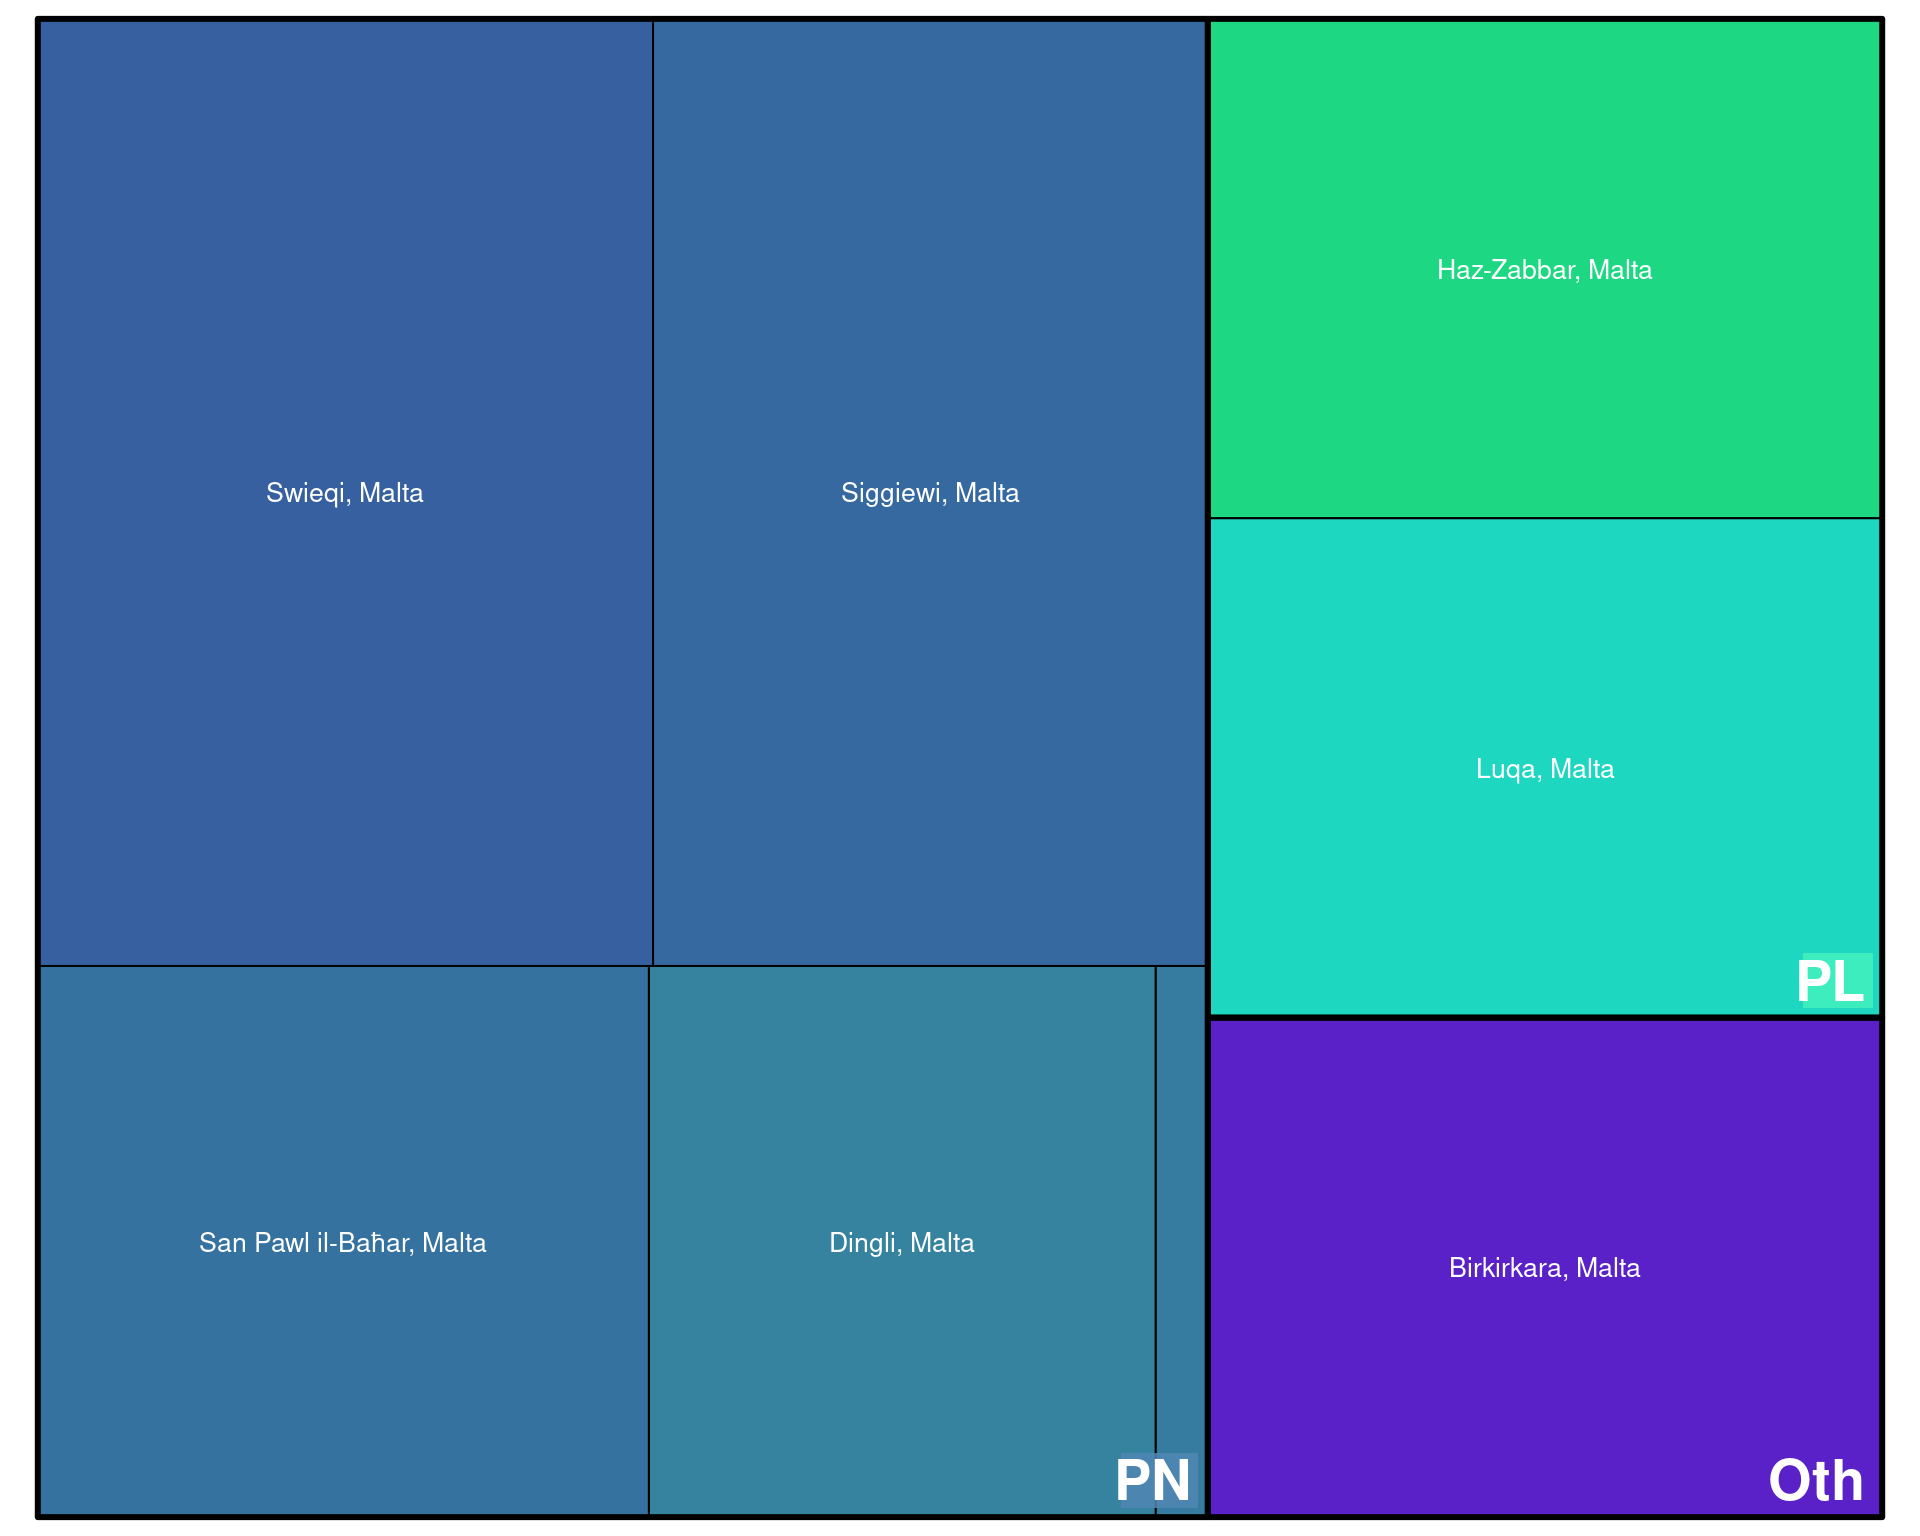 Swieqi, Malta
Siggiewi, Malta
San Pawl il-Baħar, Malta
Dingli, Malta
PN
Haz-Zabbar, Malta
Luqa, Malta
PL
Birkirkara, Malta
Oth